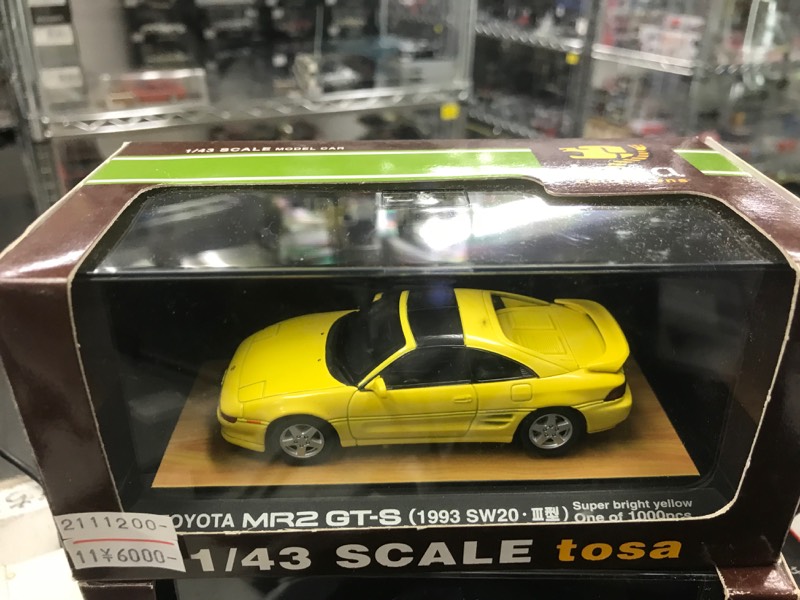 1/43 SCALE MODEL CAR
TOYOTA MR2 GT-S (1993 SW20・Ⅲ型)
Super bright yellow
One of 1000pcs
2111200-
11¥6000-
1/43 SCALE tosa